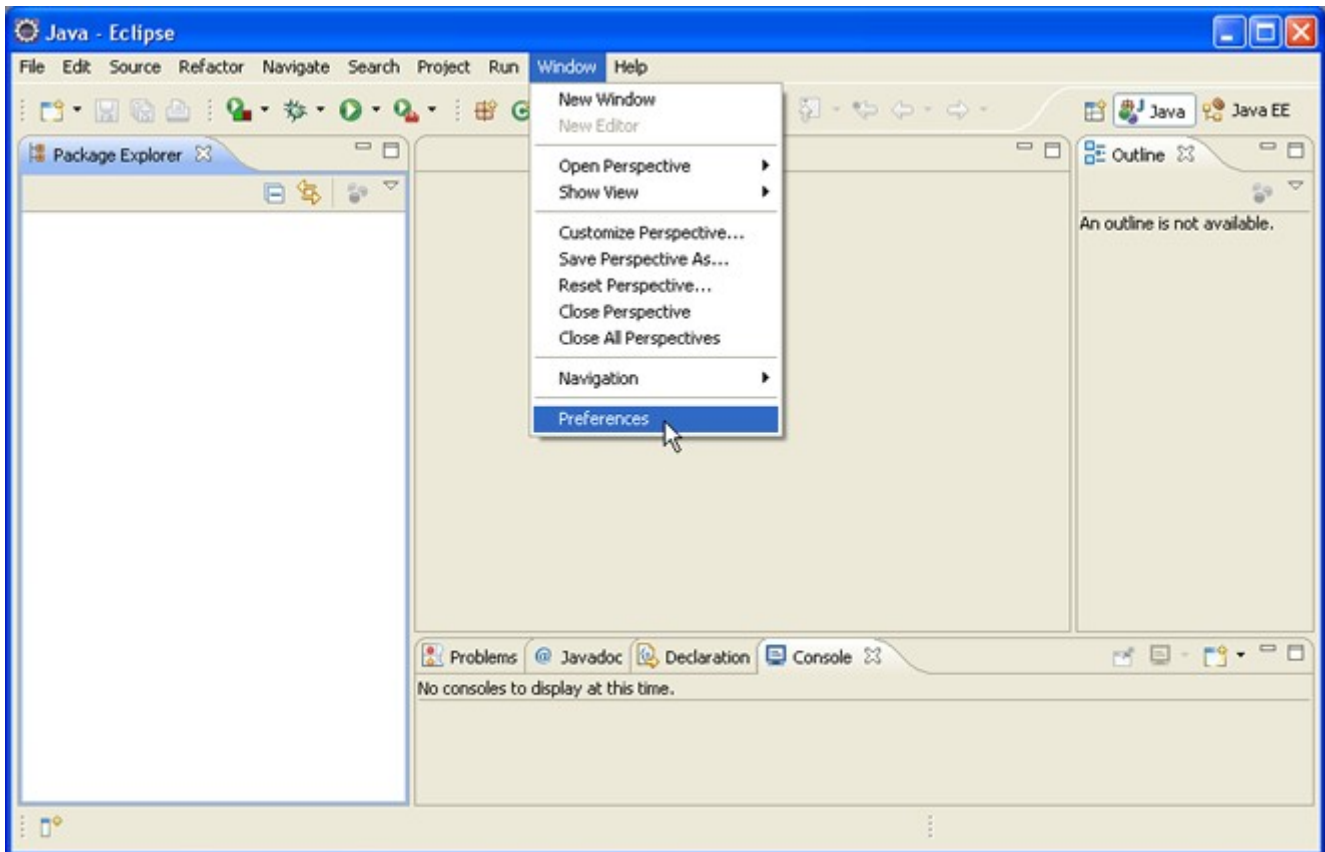 Java - Eclipse
File Edit Source Refactor Navigate Search Project Run Window Help
Java Java EE
New Window
New Editor
Open Perspective
Show View
Customize Perspective...
Save Perspective As...
Reset Perspective...
Close Perspective
Close All Perspectives
Navigation
Preferences
Package Explorer
Outline
An outline is not available.
Problems @ Javadoc Declaration Console
No consoles to display at this time.